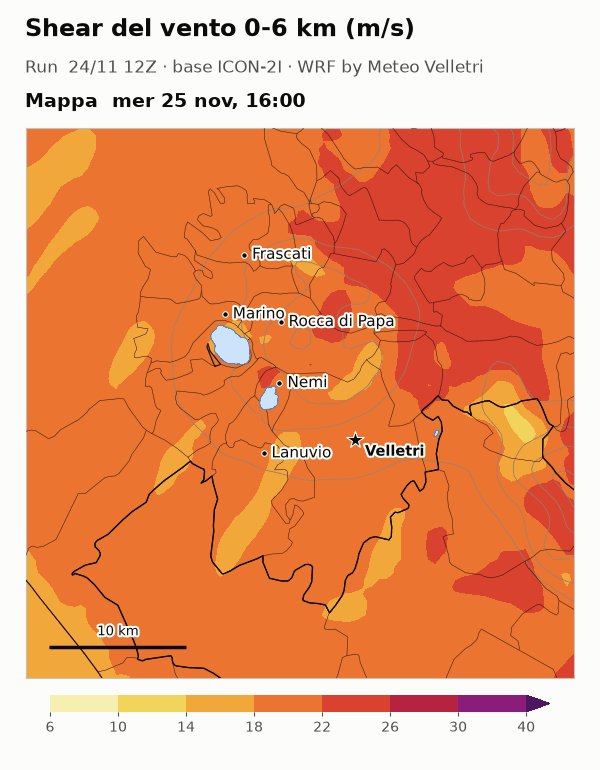 Shear del vento 0-6 km (m/s)
Run  24/11 12Z · base ICON-2I · WRF by Meteo Velletri
Mappa  mer 25 nov, 16:00
Frascati
Marino
Rocca di Papa
Nemi
Velletri
Lanuvio
10 km
6 10 14 18 22 26 30 40